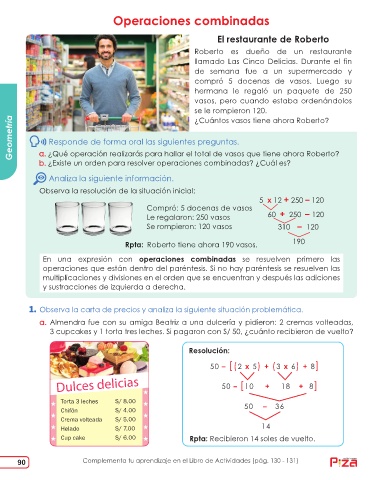 Operaciones combinadas
El restaurante de Roberto
Roberto es dueño de un restaurante
llamado Las Cinco Delicias. Durante el fin
de semana fue a un supermercado y
compró 5 docenas de vasos. Luego su
hermana le regaló un paquete de 250
vasos, pero cuando estaba ordenándolos
se le rompieron 120.
¿Cuántos vasos tiene ahora Roberto?
Geometría
Responde de forma oral las siguientes preguntas.
a. ¿Qué operación realizarás para hallar el total de vasos que tiene ahora Roberto?
b. ¿Existe un orden para resolver operaciones combinadas? ¿Cuál es?
Analiza la siguiente información.
Observa la resolución de la situación inicial:
Compró: 5 docenas de vasos
Le regalaron: 250 vasos
Se rompieron: 120 vasos
5 x 12 + 250 – 120
60 + 250 – 120
310 – 120
190
Rpta: Roberto tiene ahora 190 vasos.
En una expresión con operaciones combinadas se resuelven primero las
operaciones que están dentro del paréntesis. Si no hay paréntesis se resuelven las
multiplicaciones y divisiones en el orden que se encuentran y después las adiciones
y sustracciones de izquierda a derecha.
1. Observa la carta de precios y analiza la siguiente situación problemática.
a. Almendra fue con su amiga Beatriz a una dulcería y pidieron: 2 cremas volteadas,
3 cupcakes y 1 torta tres leches. Si pagaron con S/ 50, ¿cuánto recibieron de vuelto?
Dulces delicias
Torta 3 leches S/ 8.00
Chifón S/ 4.00
Crema volteada S/ 5.00
Helado S/ 7.00
Cup cake S/ 6.00
Resolución:
50 – [(2 x 5) + (3 x 6) + 8]
50 – [10 + 18 + 8]
50 – 36
14
Rpta: Recibieron 14 soles de vuelto.
90
Complementa tu aprendizaje en el Libro de Actividades (pág. 130 - 131)